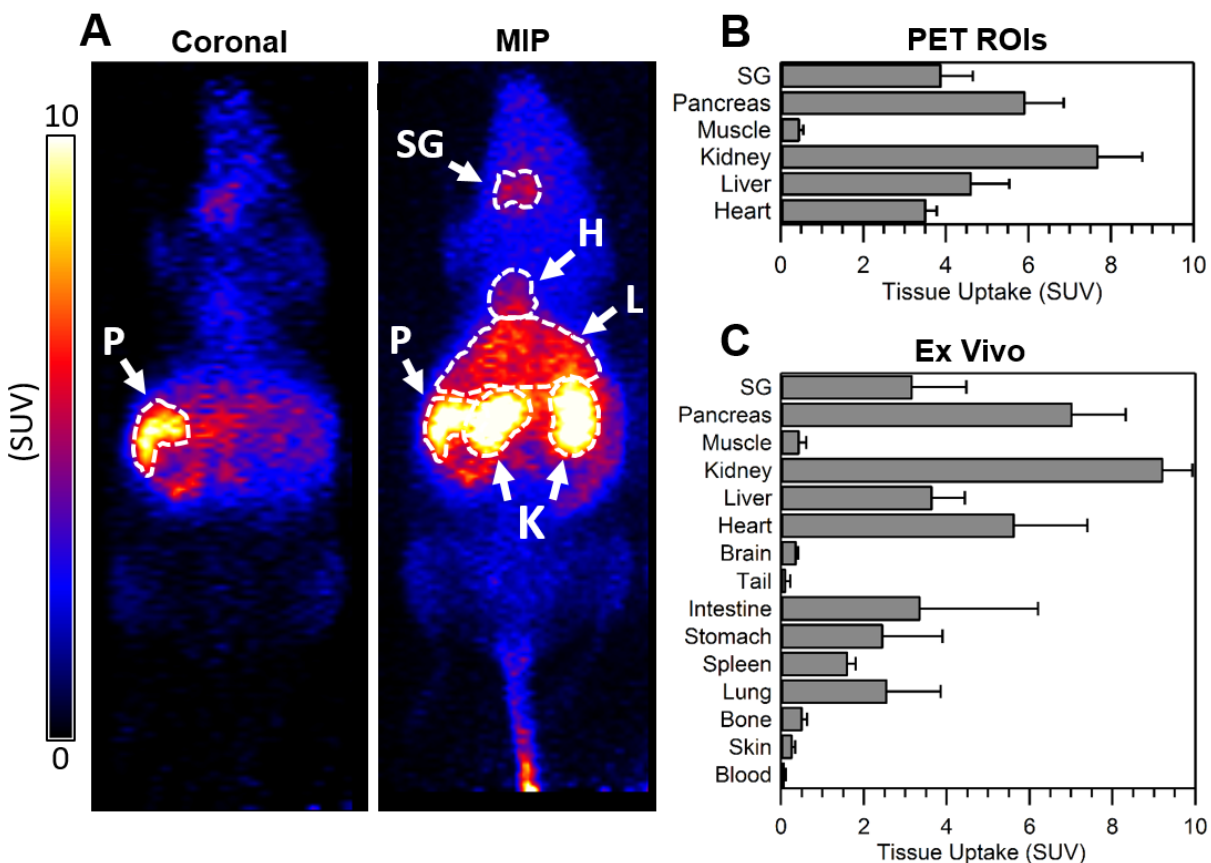 A
Coronal
MIP
10
0
(SUV)
P
SG
H
L
P
K
B
PET ROIs
SG
Pancreas
Muscle
Kidney
Liver
Heart
0 2 4 6 8 10
Tissue Uptake (SUV)
C
Ex Vivo
SG
Pancreas
Muscle
Kidney
Liver
Heart
Brain
Tail
Intestine
Stomach
Spleen
Lung
Bone
Skin
Blood
0 2 4 6 8 10
Tissue Uptake (SUV)